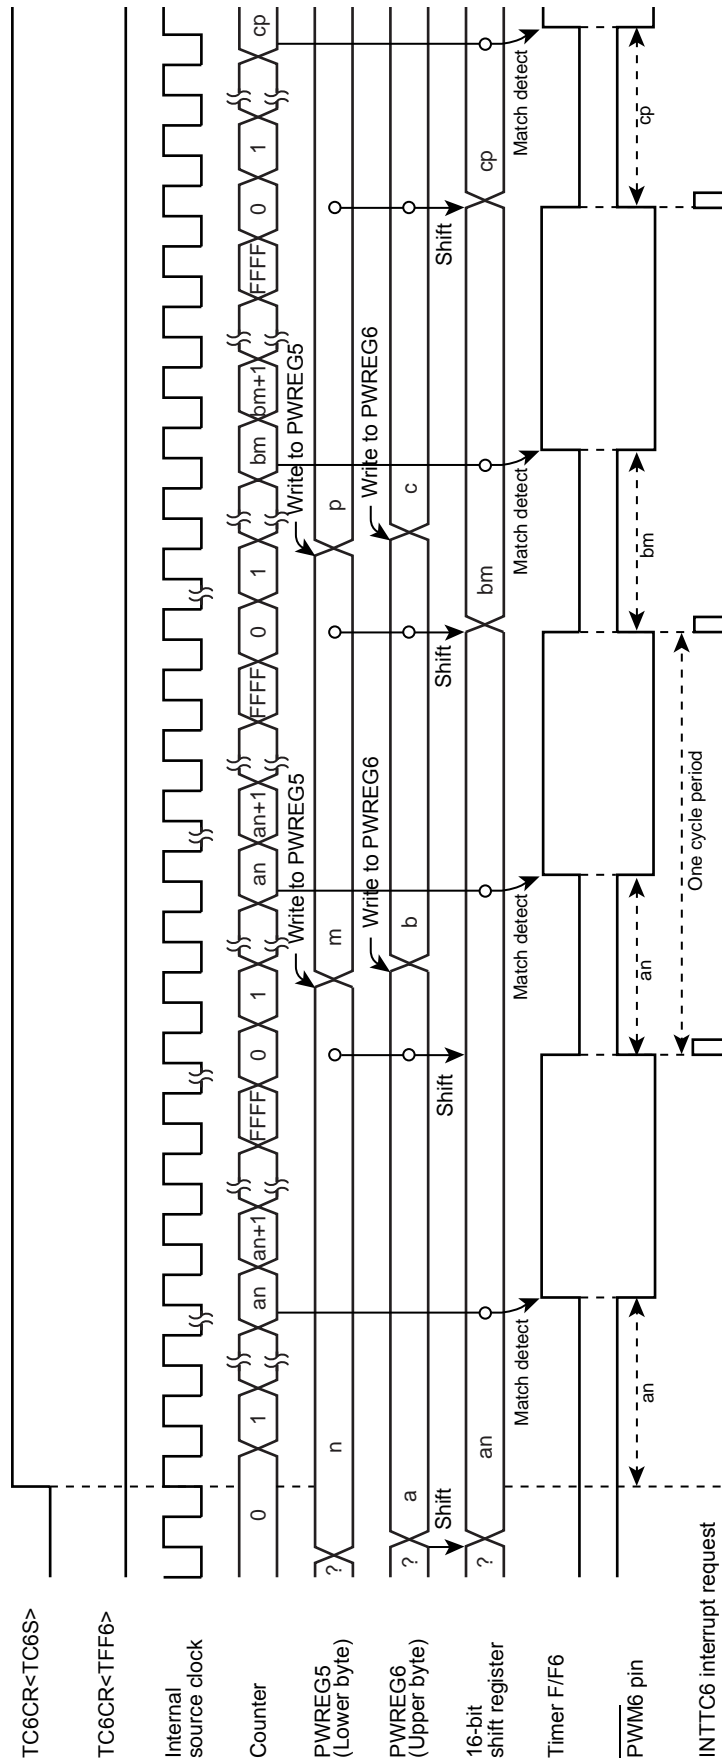 TC6CR<TC6S>
TC6CR<TFF6>
Internal
source clock
Counter 0 1 an an+1 FFFF 0 1 an an+1 FFFF 0 1 bm bm+1 FFFF 0 1 cp
Write to PWREG5 Write to PWREG5
PWREG5
(Lower byte) ? n m p
Write to PWREG6 Write to PWREG6
PWREG6
(Upper byte) ? a b c
Shift Shift Shift Shift
16-bit
shift register ? an bm cp
Match detect Match detect Match detect Match detect
Timer F/F6
PWM6 pin an an bm cp
One cycle period
INTTC6 interrupt request